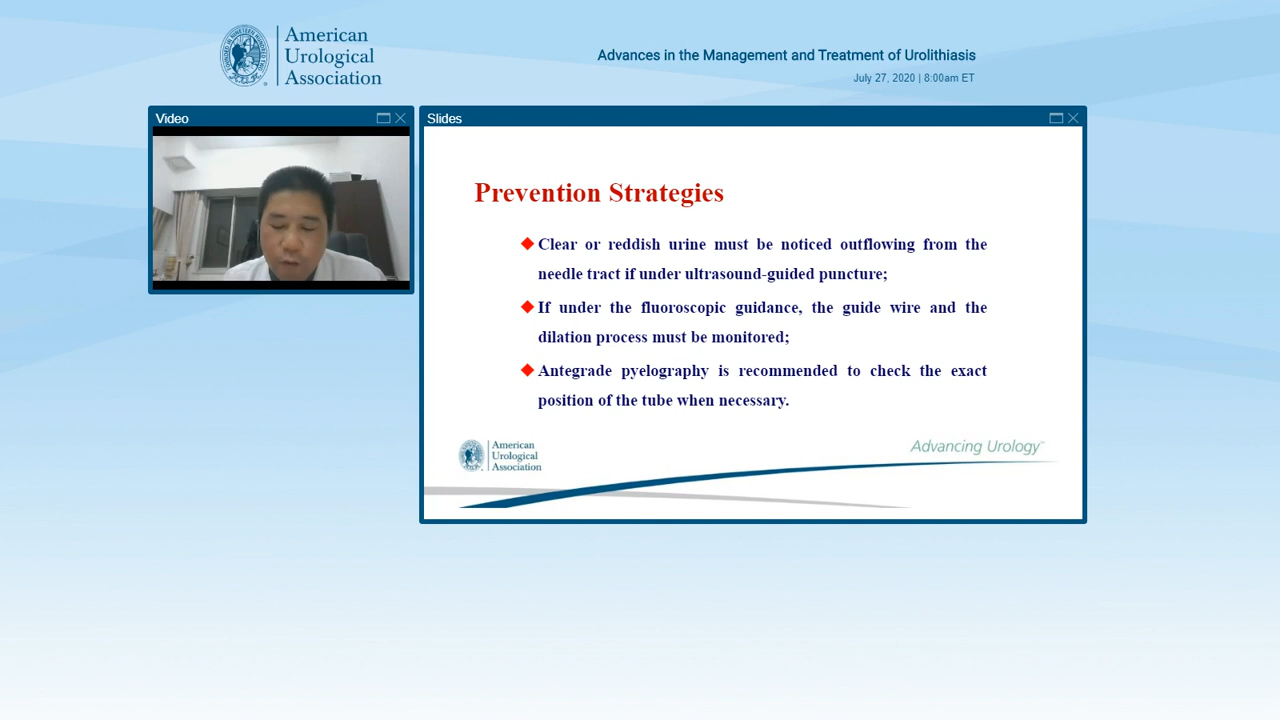 American
Urological
Association
Advances in the Management and Treatment of Urolithiasis
July 27, 2020 | 8:00am ET
Video
Slides
Prevention Strategies
Clear or reddish urine must be noticed outflowing from the
needle tract if under ultrasound-guided puncture;
If under the fluoroscopic guidance, the guide wire and the
dilation process must be monitored;
Antegrade pyelography is recommended to check the exact
position of the tube when necessary.
American
Urological
Association
Advancing Urology™